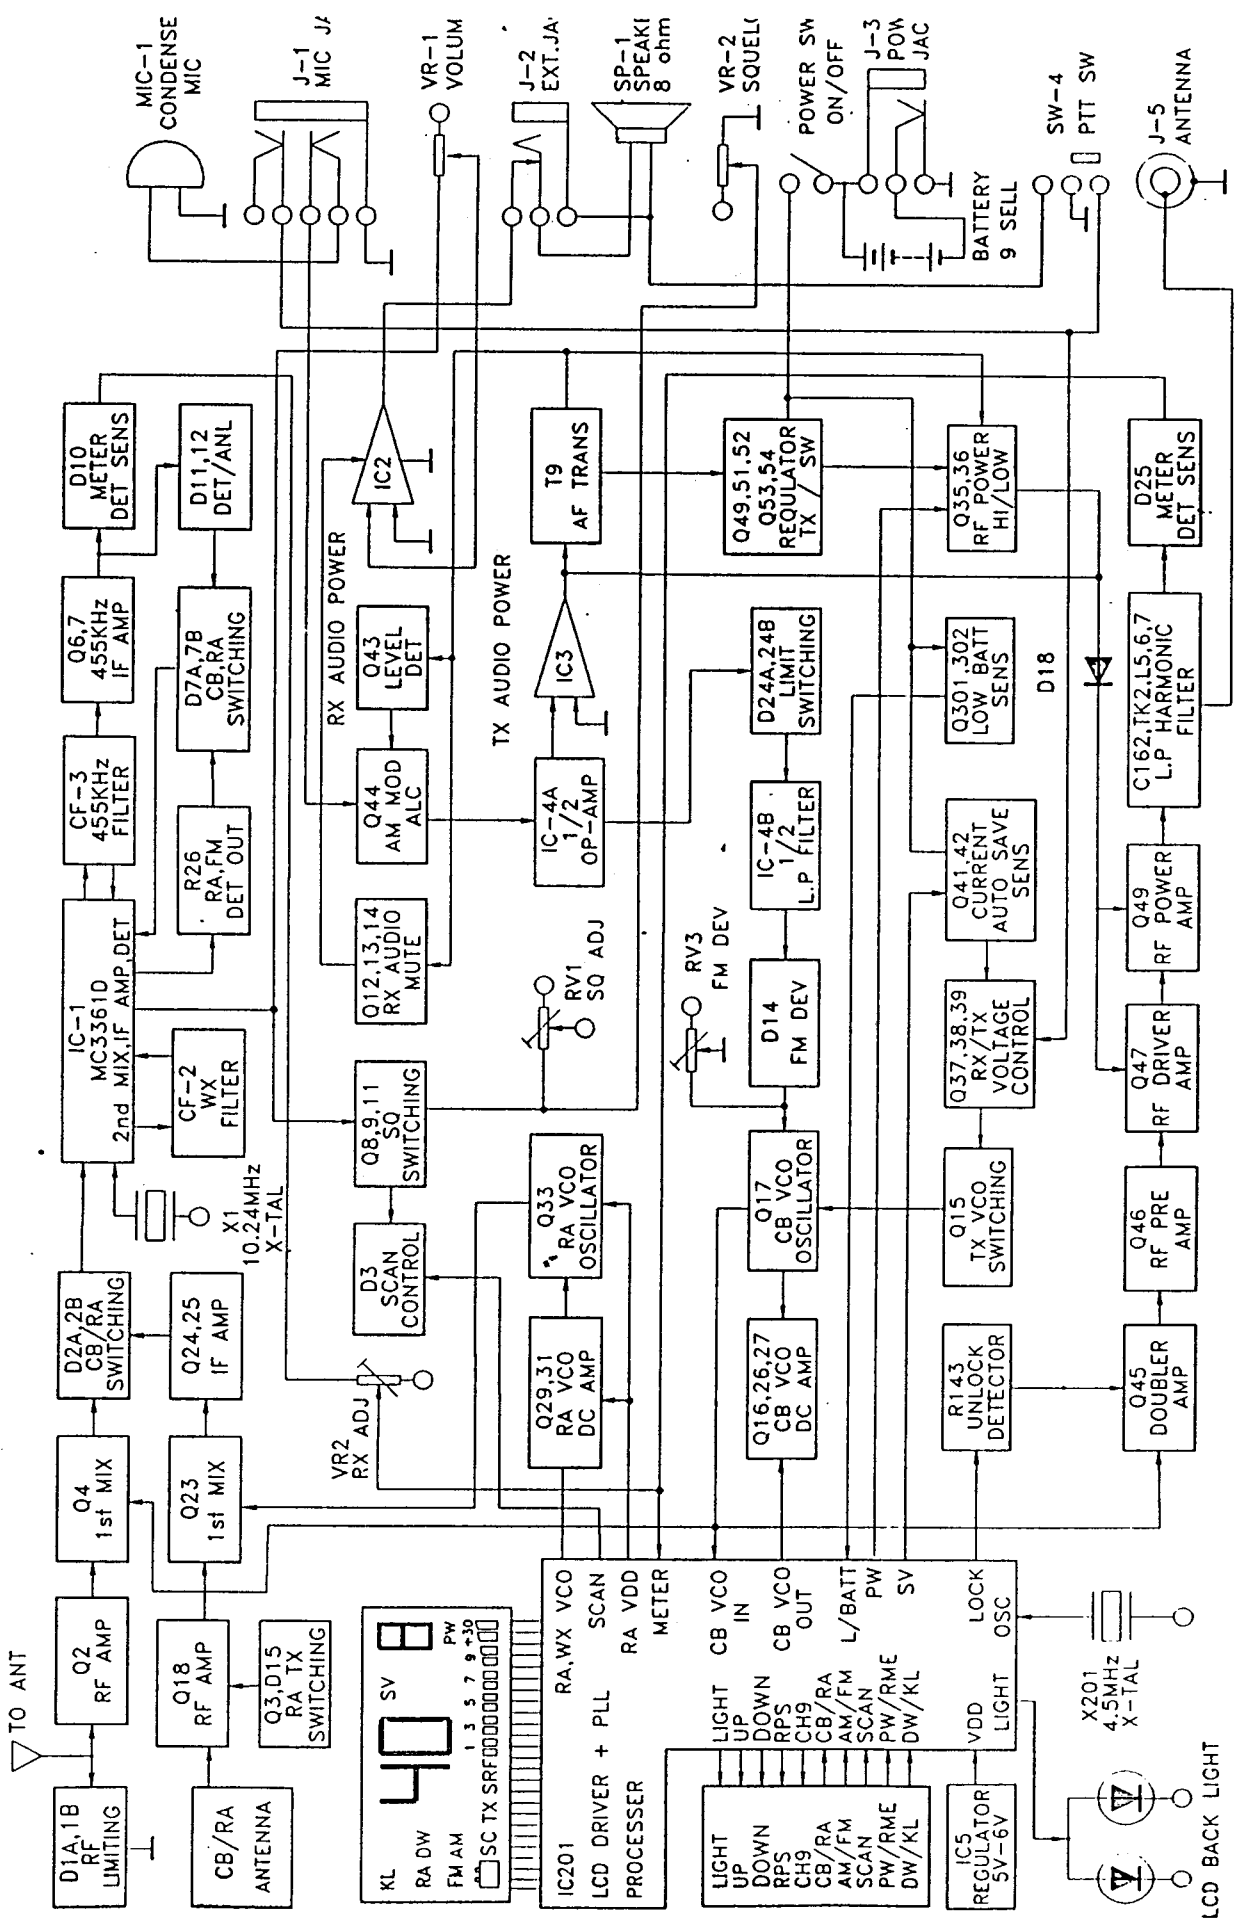 TO ANT
D1A,1B
RF
LIMITING
Q2
RF AMP
Q4
1st MIX
D2A,2B
CB/RA
SWITCHING
IC-1
MC3361D
2nd MIX,IF AMP,DET
CF-3
455KHz
FILTER
Q6,7
455KHz
IF AMP
D10
METER
DET SENS
MIC-1
CONDENSE
MIC
CB/RA
ANTENNA
Q18
RF AMP
Q3,D15
RA TX
SWITCHING
Q23
1st MIX
Q24,25
IF AMP
X1
10.24MHz
X-TAL
CF-2
WX
FILTER
R26
RA,FM
DET OUT
D7A,7B
CB,RA
SWITCHING
D11,12
DET/ANL
J-1
MIC JA
VR2
RX ADJ
D3
SCAN
CONTROL
Q8,9,11
SQ
SWITCHING
Q12,13,14
RX AUDIO
MUTE
Q44
AM MOD
ALC
Q43
LEVEL
DET
RX AUDIO POWER
IC2
VR-1
VOLUM
KL
SV
PW
RA DW
FM AM
1 3 5 7 9 +30
SC TX SRF
Q29,31
RA VCO
DC AMP
Q33
RA VCO
OSCILLATOR
RV1
SQ ADJ
IC-4A
1/2
OP-AMP
TX AUDIO POWER
IC3
T9
AF TRANS
J-2
EXT.JA
SP-1
SPEAK
8 ohm
IC201
LCD DRIVER + PLL
PROCESSER
RA,WX VCO
SCAN
RA VDD
METER
CB VCO
IN
CB VCO
OUT
L/BATT
PW
SV
LOCK
OSC
Q16,26,27
CB VCO
DC AMP
Q17
CB VCO
OSCILLATOR
RV3
FM DEV
D14
FM DEV
IC-4B
1/2
L.P FILTER
D24A,24B
LIMIT
SWITCHING
Q49,51,52
Q53,54
REQULATOR
TX / SW
VR-2
SQUEL
POWER SW
ON/OFF
J-3
POW
JAC
BATTERY
9 SELL
LIGHT
UP
DOWN
RPS
CH9
CB/RA
AM/FM
SCAN
PW/RME
DW/KL
LIGHT
UP
DOWN
RPS
CH9
CB/RA
AM/FM
SCAN
PW/RME
DW/KL
VDD
LIGHT
IC5
REGULATOR
5V-6V
R143
UNLOCK
DETECTOR
Q15
TX VCO
SWITCHING
Q37,38,39
RX/TX
VOLTAGE
CONTROL
Q41,42
CURRENT
AUTO SAVE
SENS
Q301,302
LOW BATT
SENS
D18
Q35,36
RF POWER
HI/LOW
SW-4
PTT SW
X201
4.5MHz
X-TAL
LCD BACK LIGHT
Q45
DOUBLER
AMP
Q46
RF PRE
AMP
Q47
RF DRIVER
AMP
Q49
RF POWER
AMP
C162,TK2,L5,6,7
L.P HARMONIC
FILTER
D25
METER
DET SENS
J-5
ANTENNA